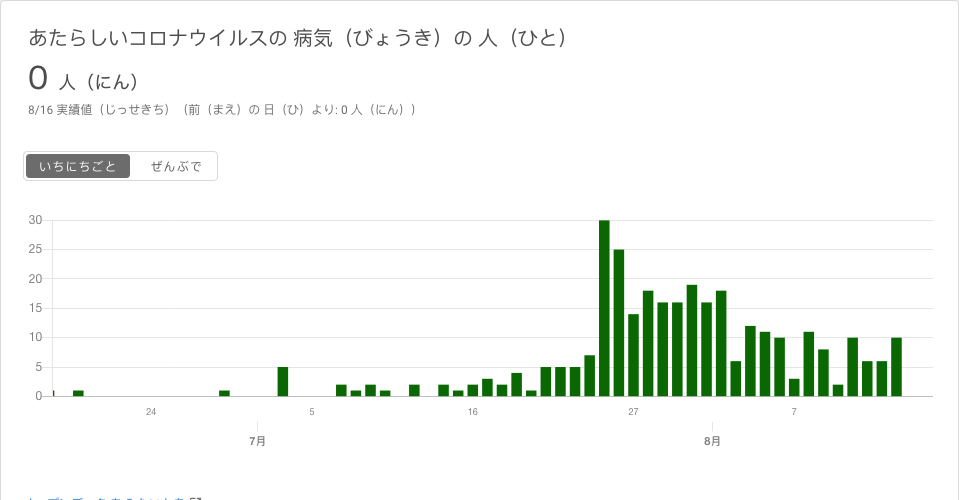 あたらしいコロナウイルスの 病気（びょうき）の 人（ひと）
0 人（にん）
8/16 実績値（じっせきち）（前（まえ）の 日（ひ）より: 0 人（にん））
いちにちごと ぜんぶで
30
25
20
15
10
5
0
24 5 16 27 7
7月 8月